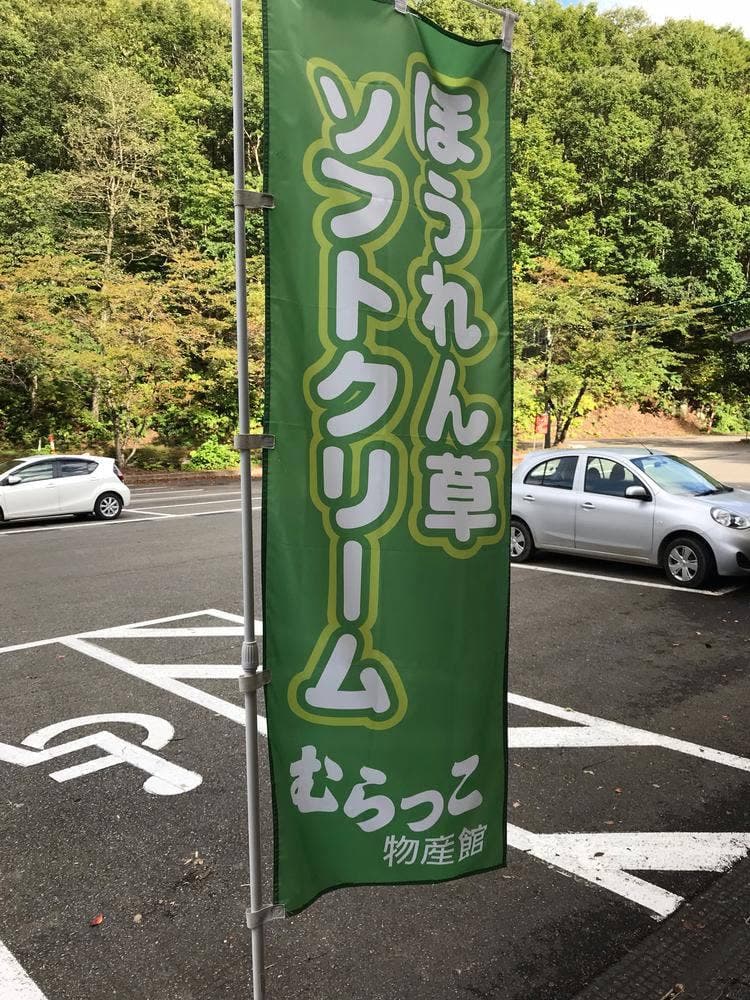 ほうれん草
ソフトクリーム
むらっこ
物産館